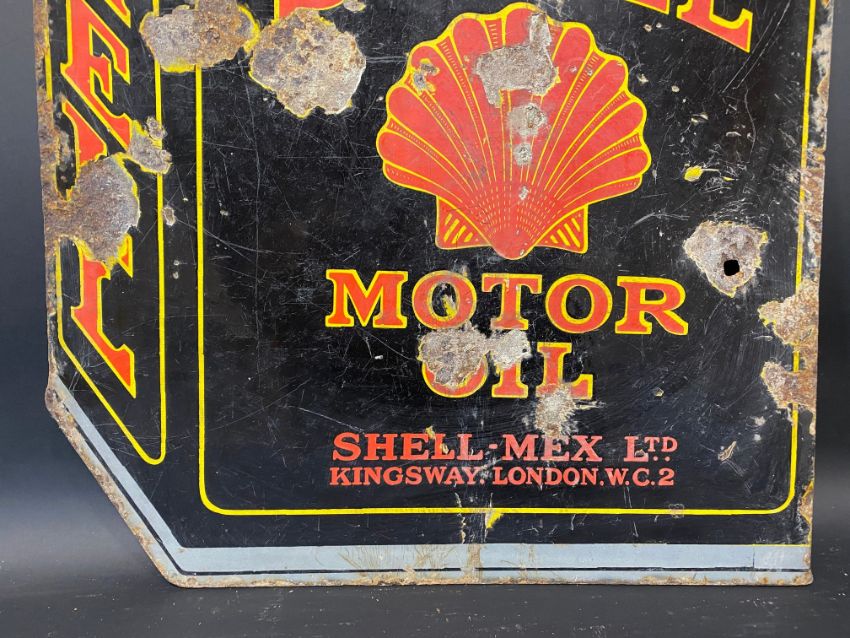 MOTOR
OIL
SHELL-MEX LTD
KINGSWAY. LONDON. W.C.2